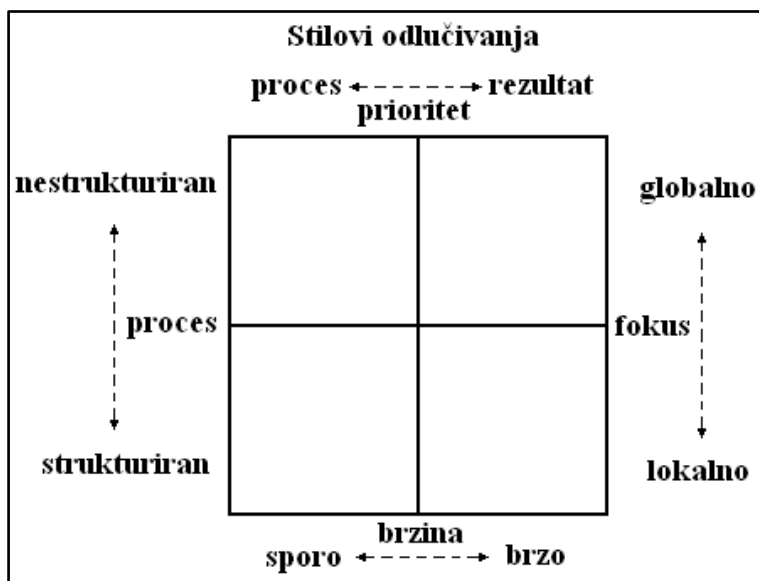 Stilovi odlučivanja
proces rezultat
prioritet
nestrukturiran globalno
proces fokus
strukturiran lokalno
brzina
sporo brzo